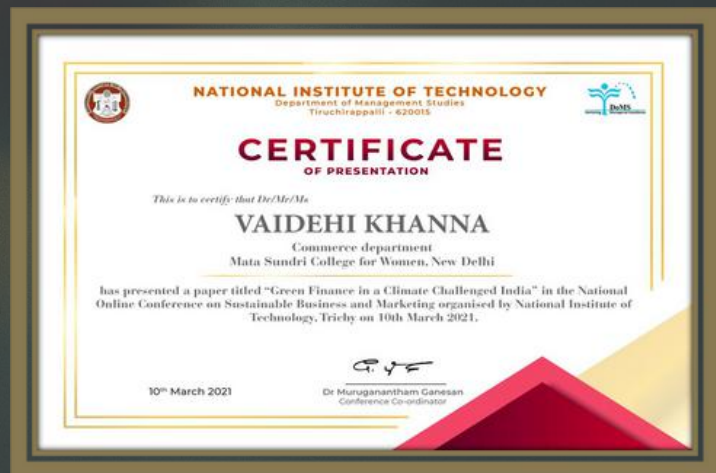 NATIONAL INSTITUTE OF TECHNOLOGY
Department of Management Studies
Tiruchirappalli - 620015
DoMS
CERTIFICATE
OF PRESENTATION
This is to certify that Dr/Mr/Ms
VAIDEHI KHANNA
Commerce department
Mata Sundri College for Women, New Delhi
has presented a paper titled “Green Finance in a Climate Challenged India” in the National
Online Conference on Sustainable Business and Marketing organised by National Institute of
Technology, Trichy on 10th March 2021.
10th March 2021
Dr Muruganantham Ganesan
Conference Co-ordinator